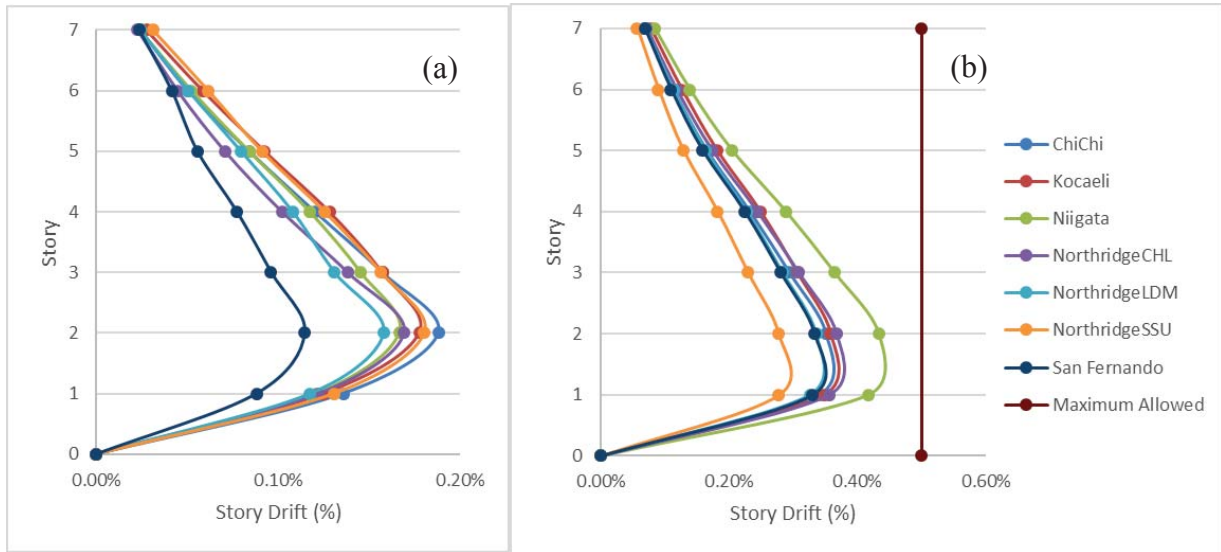 (a)
7
6
5
4
3
2
1
0
Story
0.00%
0.10%
0.20%
Story Drift (%)
(b)
7
6
5
4
3
2
1
0
Story
0.00%
0.20%
0.40%
0.60%
Story Drift (%)
ChiChi
Kocaeli
Niigata
NorthridgeCHL
NorthridgeLDM
NorthridgeSSU
San Fernando
Maximum Allowed